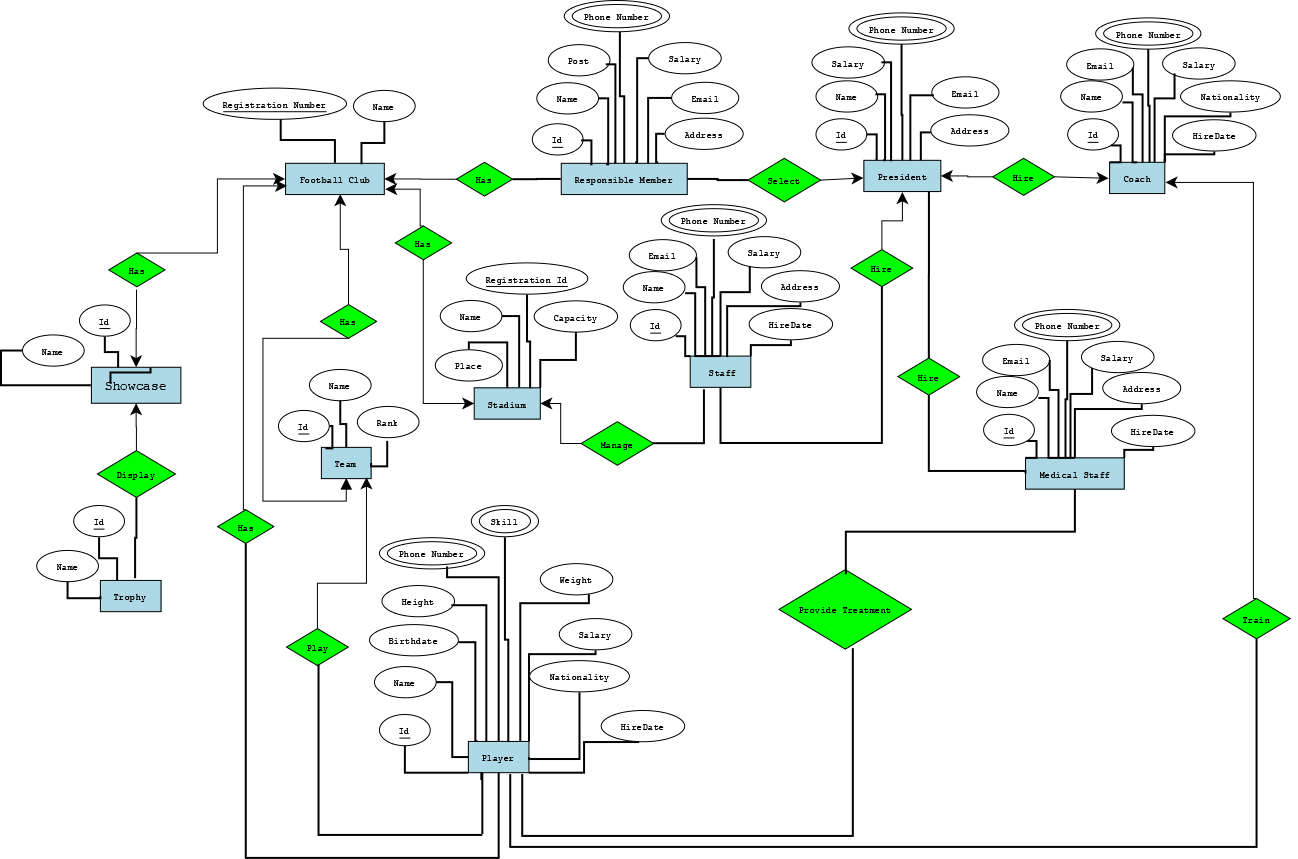 Phone Number
Post
Salary
Name
Email
Id
Address
Phone Number
Salary
Name
Email
Id
Address
Phone Number
Email
Salary
Name
Nationality
Id
HireDate
Registration Number
Name
Football Club
Has
Responsible Member
Select
President
Hire
Coach
Has
Has
Has
Phone Number
Email
Salary
Name
Address
Id
HireDate
Staff
Hire
Registration Id
Name
Capacity
Place
Stadium
Manage
Id
Name
Showcase
Display
Id
Name
Trophy
Name
Id
Rank
Team
Hire
Phone Number
Email
Salary
Name
Address
Id
HireDate
Medical Staff
Has
Play
Skill
Phone Number
Weight
Height
Birthdate
Salary
Name
Nationality
Id
HireDate
Player
Provide Treatment
Train